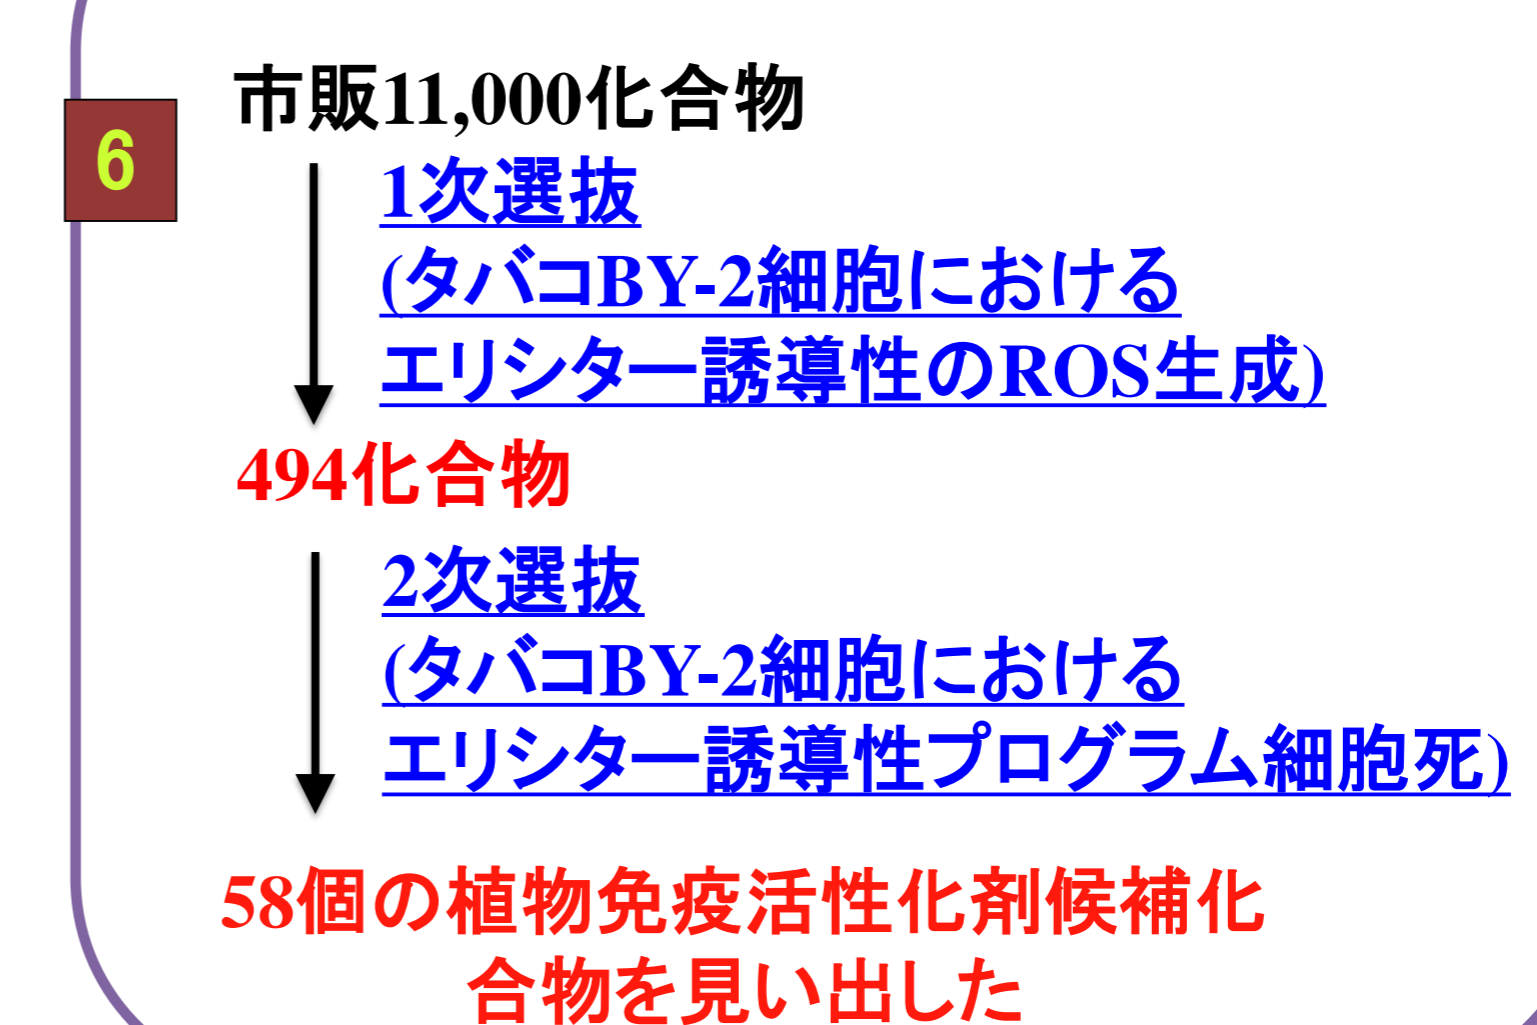 6
市販11,000化合物
1次選抜
(タバコBY-2細胞における
エリシター誘導性のROS生成)
494化合物
2次選抜
(タバコBY-2細胞における
エリシター誘導性プログラム細胞死)
58個の植物免疫活性化剤候補化
合物を見い出した